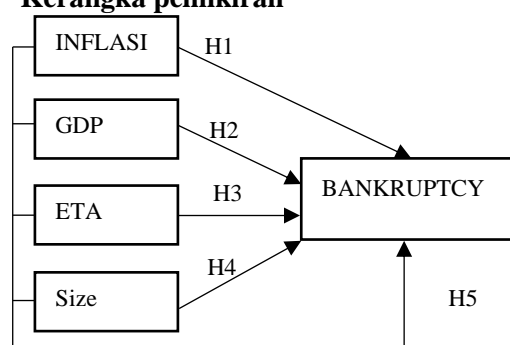 Kerangka pemikiran
INFLASI
H1
GDP
H2
BANKRUPTCY
ETA
H3
H4
Size
H5